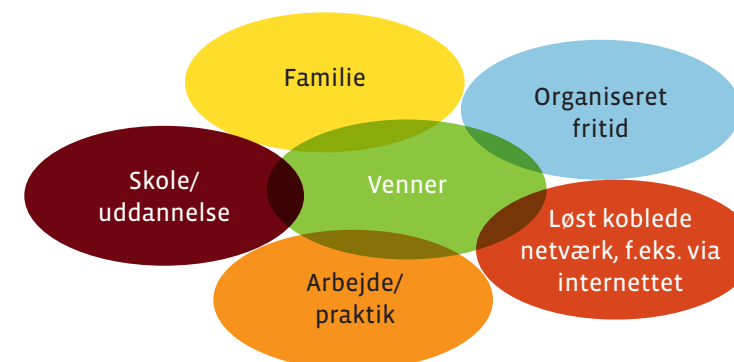 Familie
Organiseret
fritid
Skole/
uddannelse
Venner
Løst koblede
netværk, f.eks. via
internettet
Arbejde/
praktik